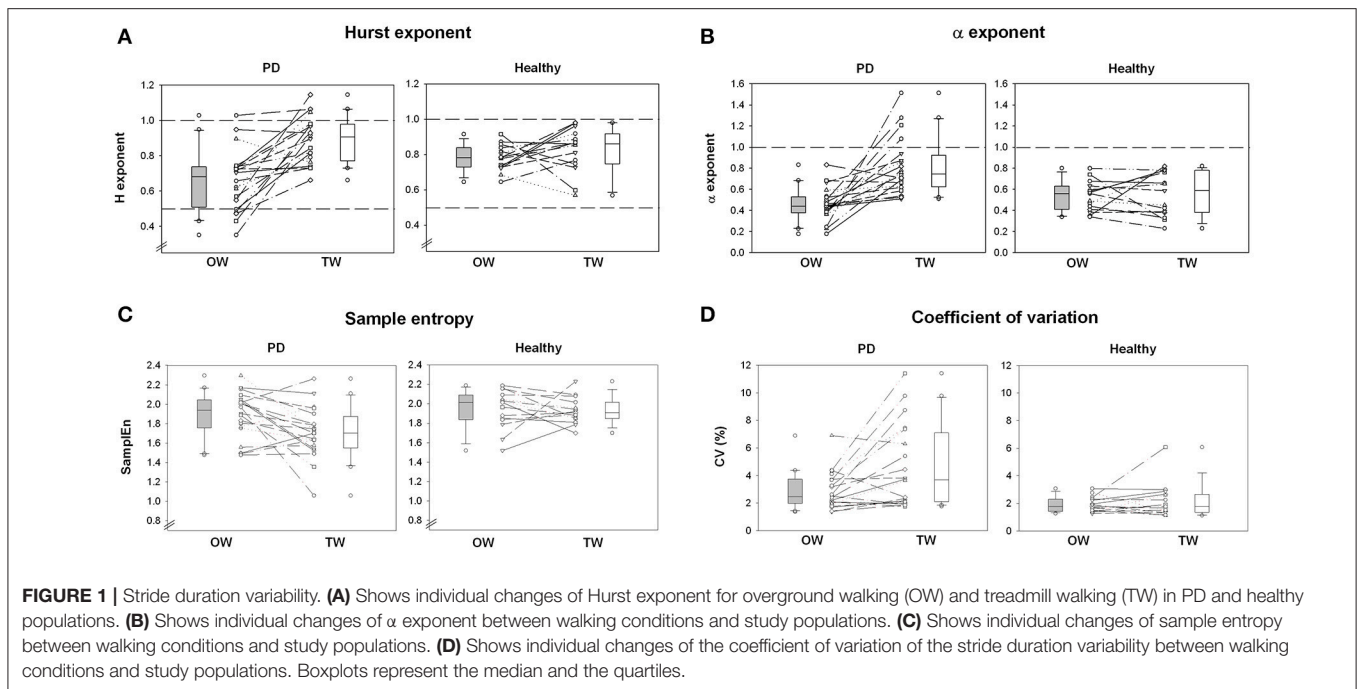 A
Hurst exponent
PD
Healthy
H exponent
1.2
1.0
0.8
0.6
0.4
1.2
1.0
0.8
0.6
0.4
OW
TW
OW
TW
B
α exponent
PD
Healthy
α exponent
1.6
1.4
1.2
1.0
0.8
0.6
0.4
0.2
0.0
1.6
1.4
1.2
1.0
0.8
0.6
0.4
0.2
0.0
OW
TW
OW
TW
C
Sample entropy
PD
Healthy
SamplEn
2.4
2.1
1.8
1.6
1.3
1.0
0.8
2.4
2.1
1.8
1.6
1.3
1.0
0.8
OW
TW
OW
TW
D
Coefficient of variation
PD
Healthy
CV (%)
12
10
8
6
4
2
0
12
10
8
6
4
2
0
OW
TW
OW
TW
FIGURE 1 | Stride duration variability. (A) Shows individual changes of Hurst exponent for overground walking (OW) and treadmill walking (TW) in PD and healthy
populations. (B) Shows individual changes of α exponent between walking conditions and study populations. (C) Shows individual changes of sample entropy
between walking conditions and study populations. (D) Shows individual changes of the coefficient of variation of the stride duration variability between walking
conditions and study populations. Boxplots represent the median and the quartiles.